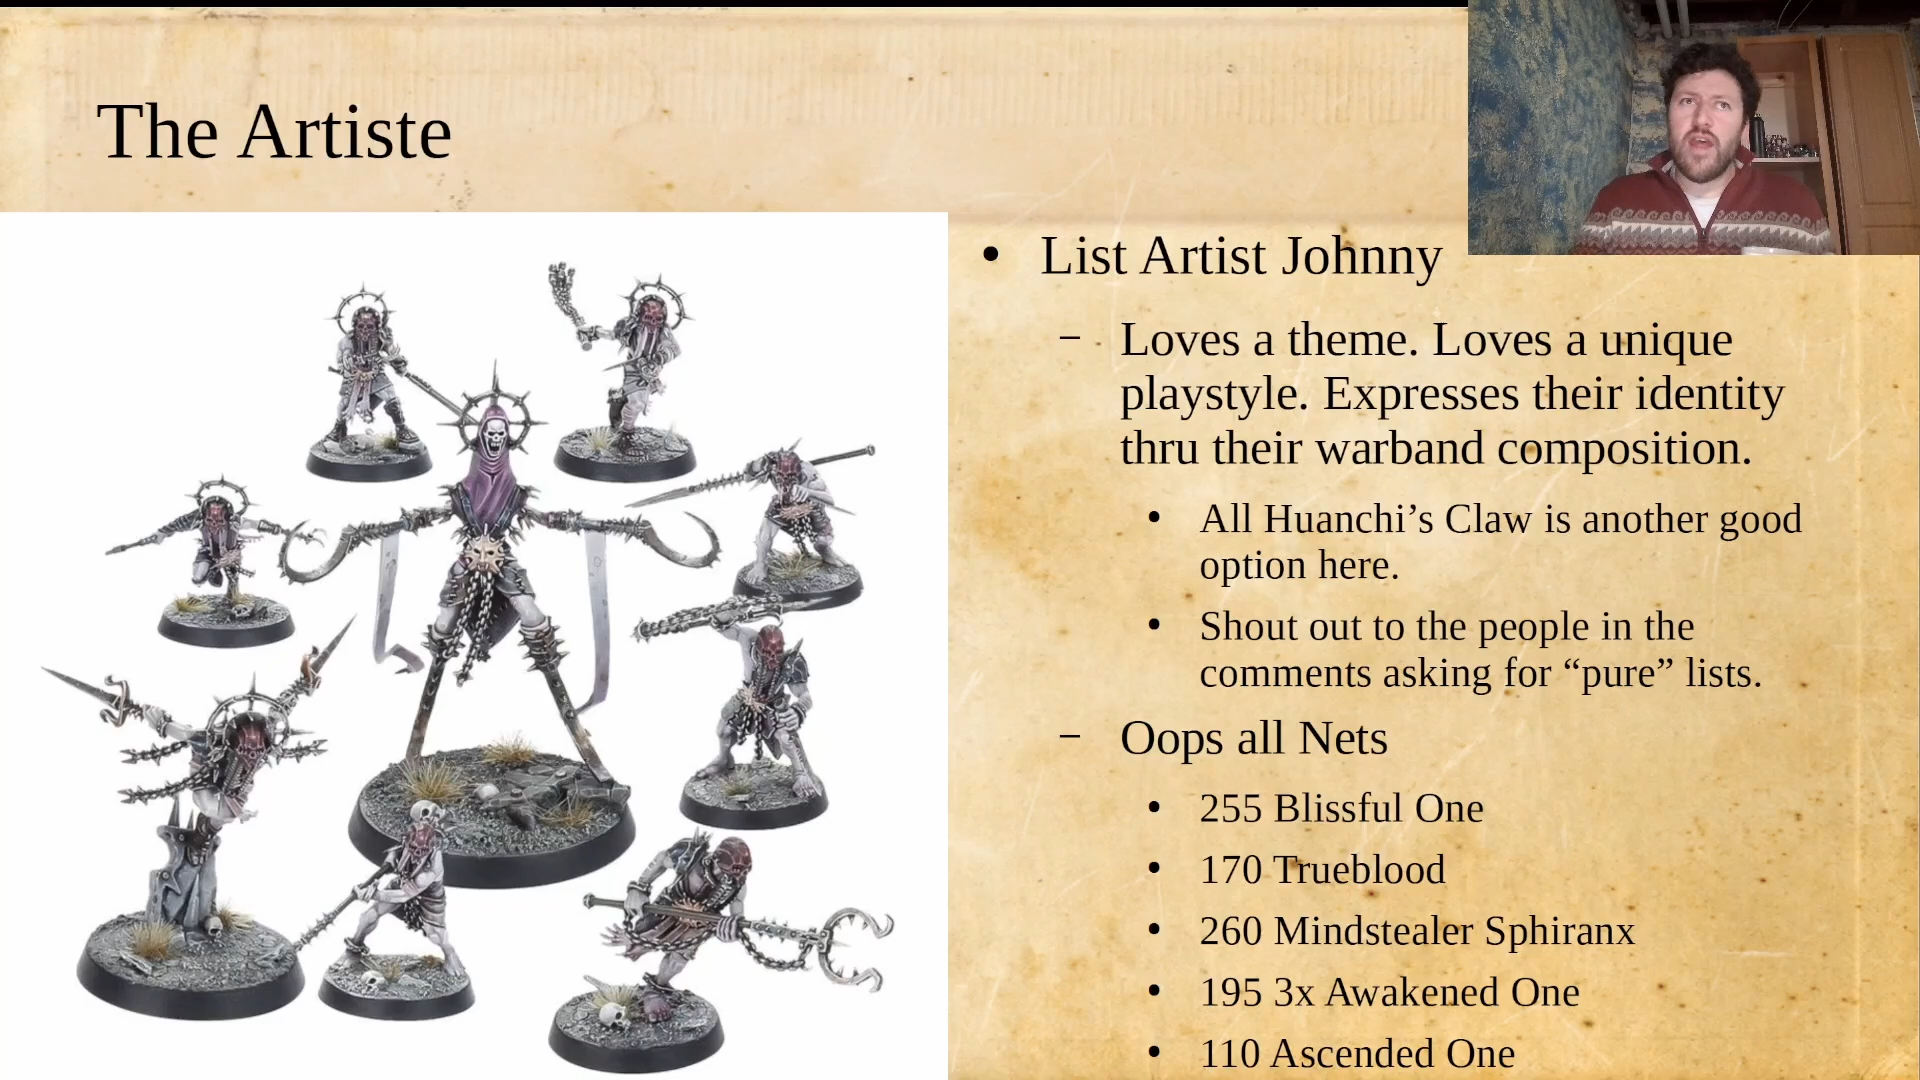 The Artiste
• List Artist Johnny
– Loves a theme. Loves a unique
playstyle. Expresses their identity
thru their warband composition.
• All Huanchi’s Claw is another good
option here.
• Shout out to the people in the
comments asking for “pure” lists.
– Oops all Nets
• 255 Blissful One
• 170 Trueblood
• 260 Mindstealer Sphiranx
• 195 3x Awakened One
• 110 Ascended One